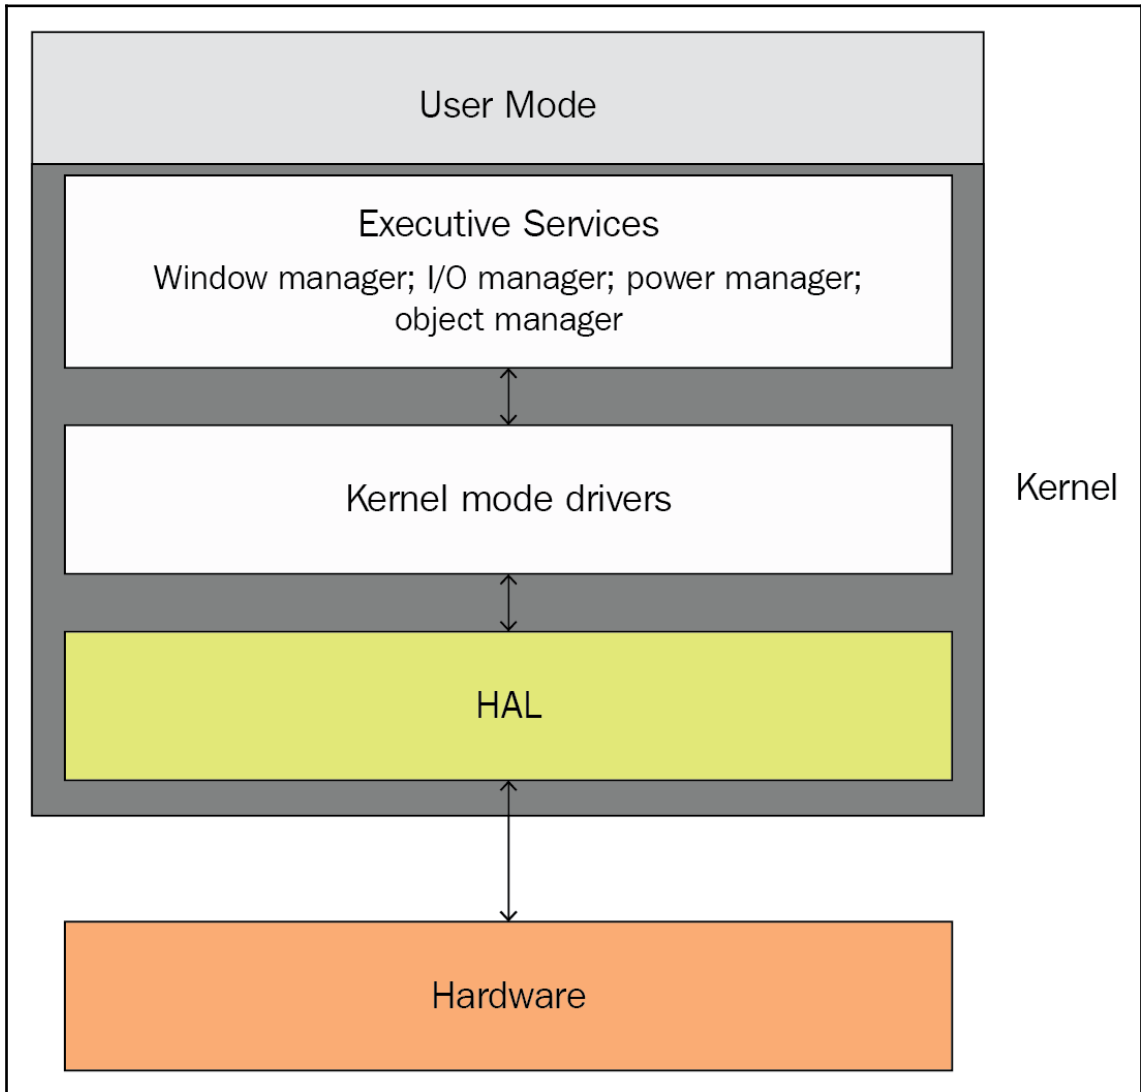 User Mode
Executive Services
Window manager; I/O manager; power manager;
object manager
Kernel mode drivers
Kernel
HAL
Hardware